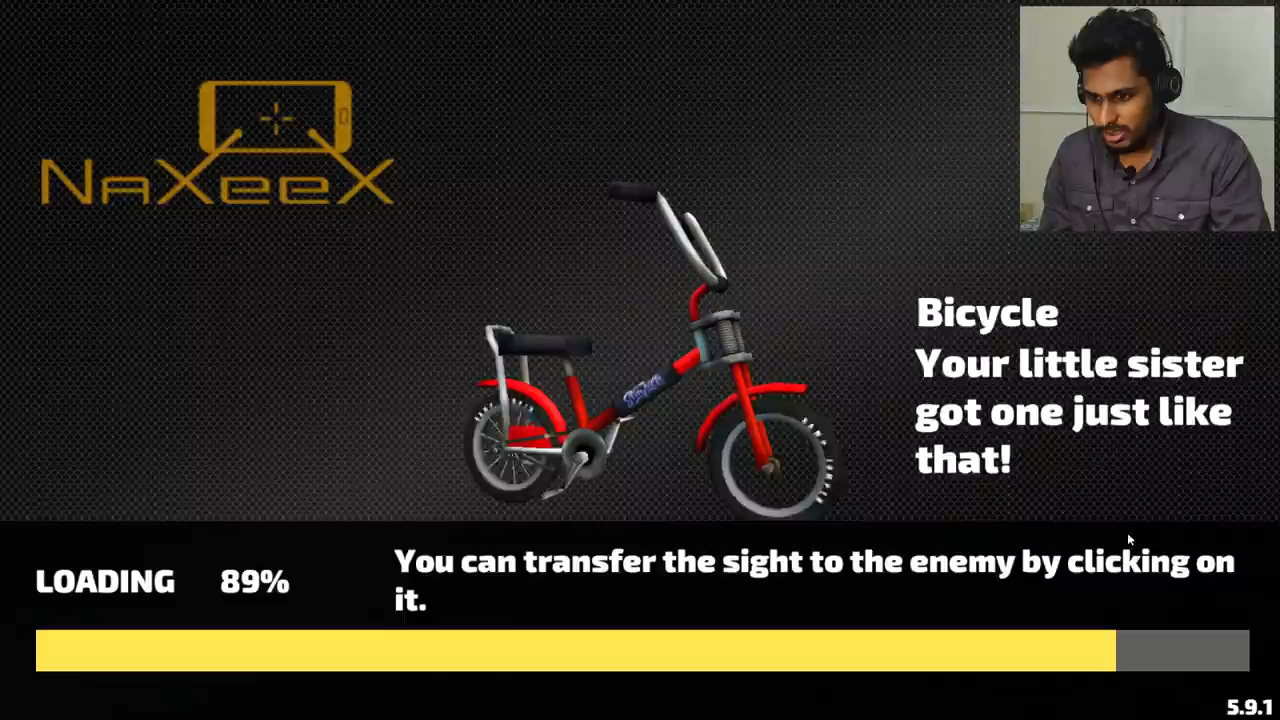 NaXeeX
Bicycle
Your little sister
got one just like
that!
You can transfer the sight to the enemy by clicking on
it.
LOADING 89%
5.9.1